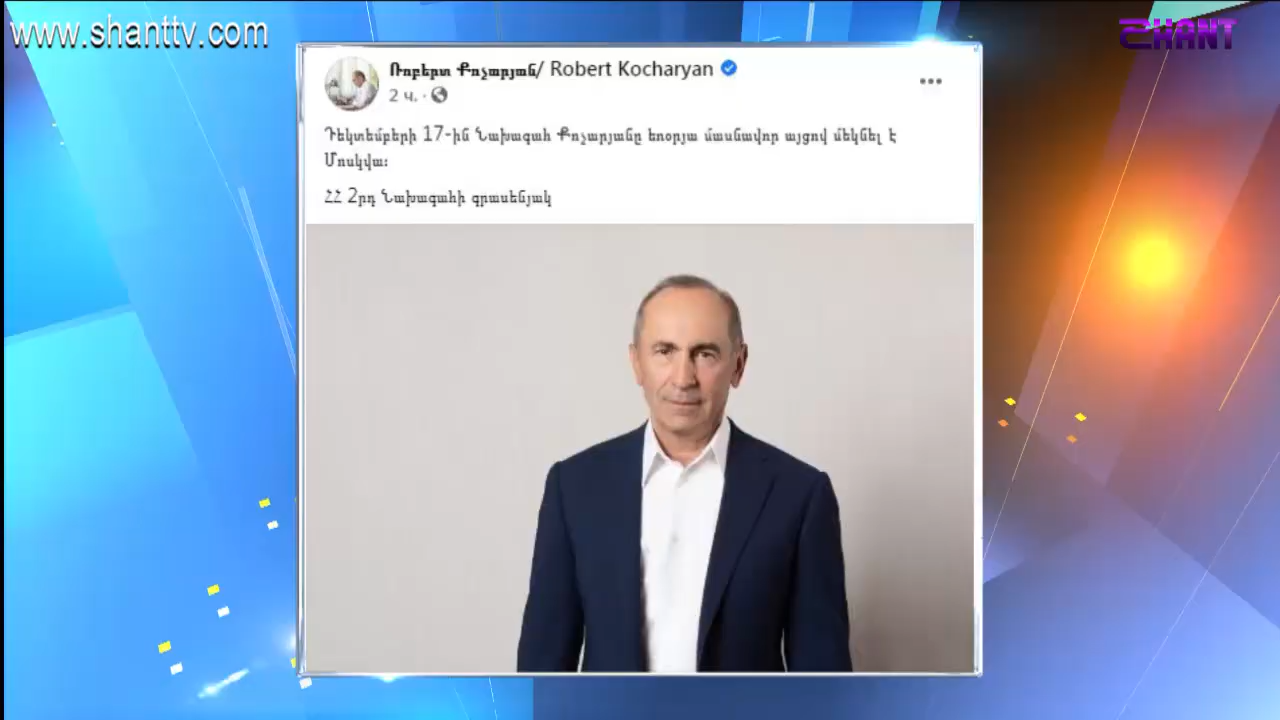 www.shanttv.com
SHANT
Ռոբերտ Քոչարյան/ Robert Kocharyan
2 ч. ·
Դեկտեմբերի 17-ին Նախագահ Քոչարյանը եռօրյա մասնավոր այցով մեկնել է
Մոսկվա։
ՀՀ 2րդ Նախագահի գրասենյակ